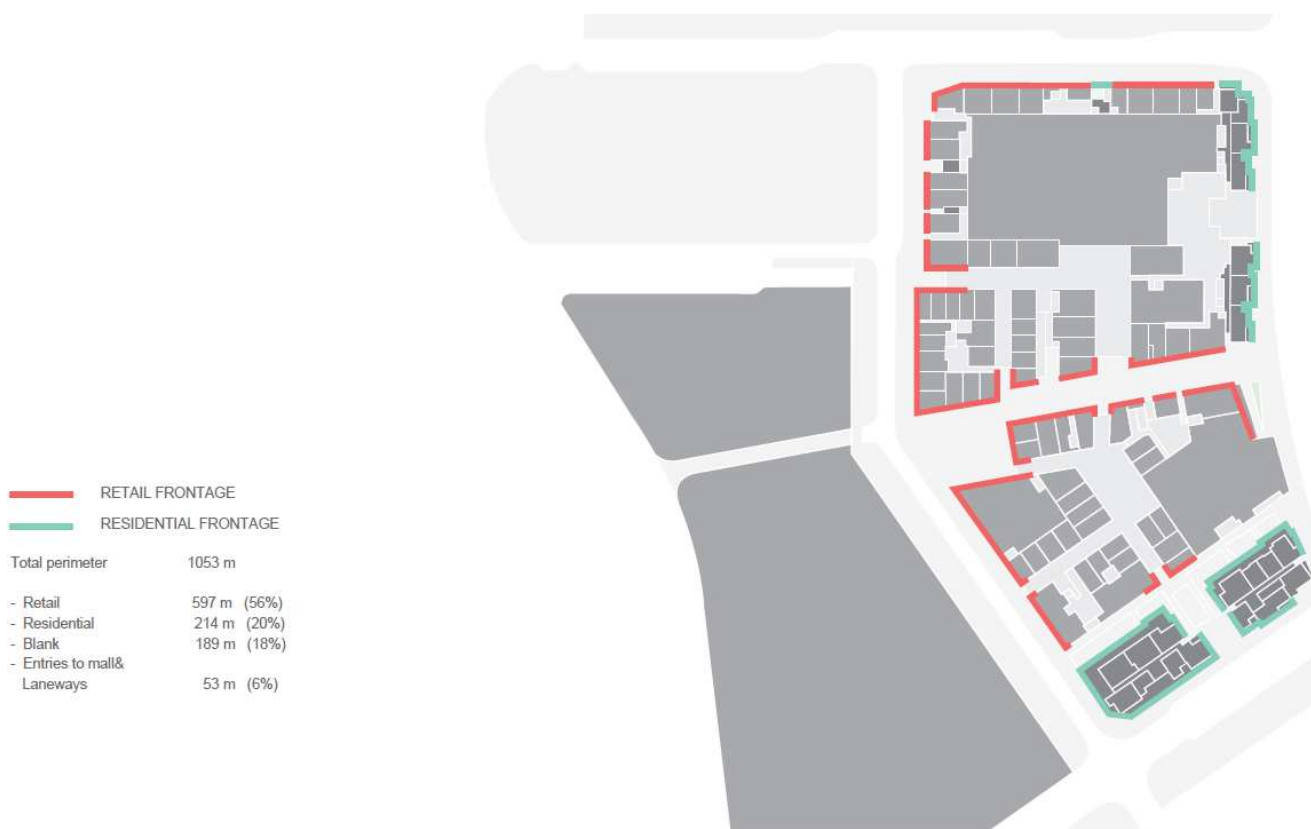 RETAIL FRONTAGE
RESIDENTIAL FRONTAGE
Total perimeter 1053 m
- Retail 597 m (56%)
- Residential 214 m (20%)
- Blank 189 m (18%)
- Entries to mall&
Laneways 53 m (6%)